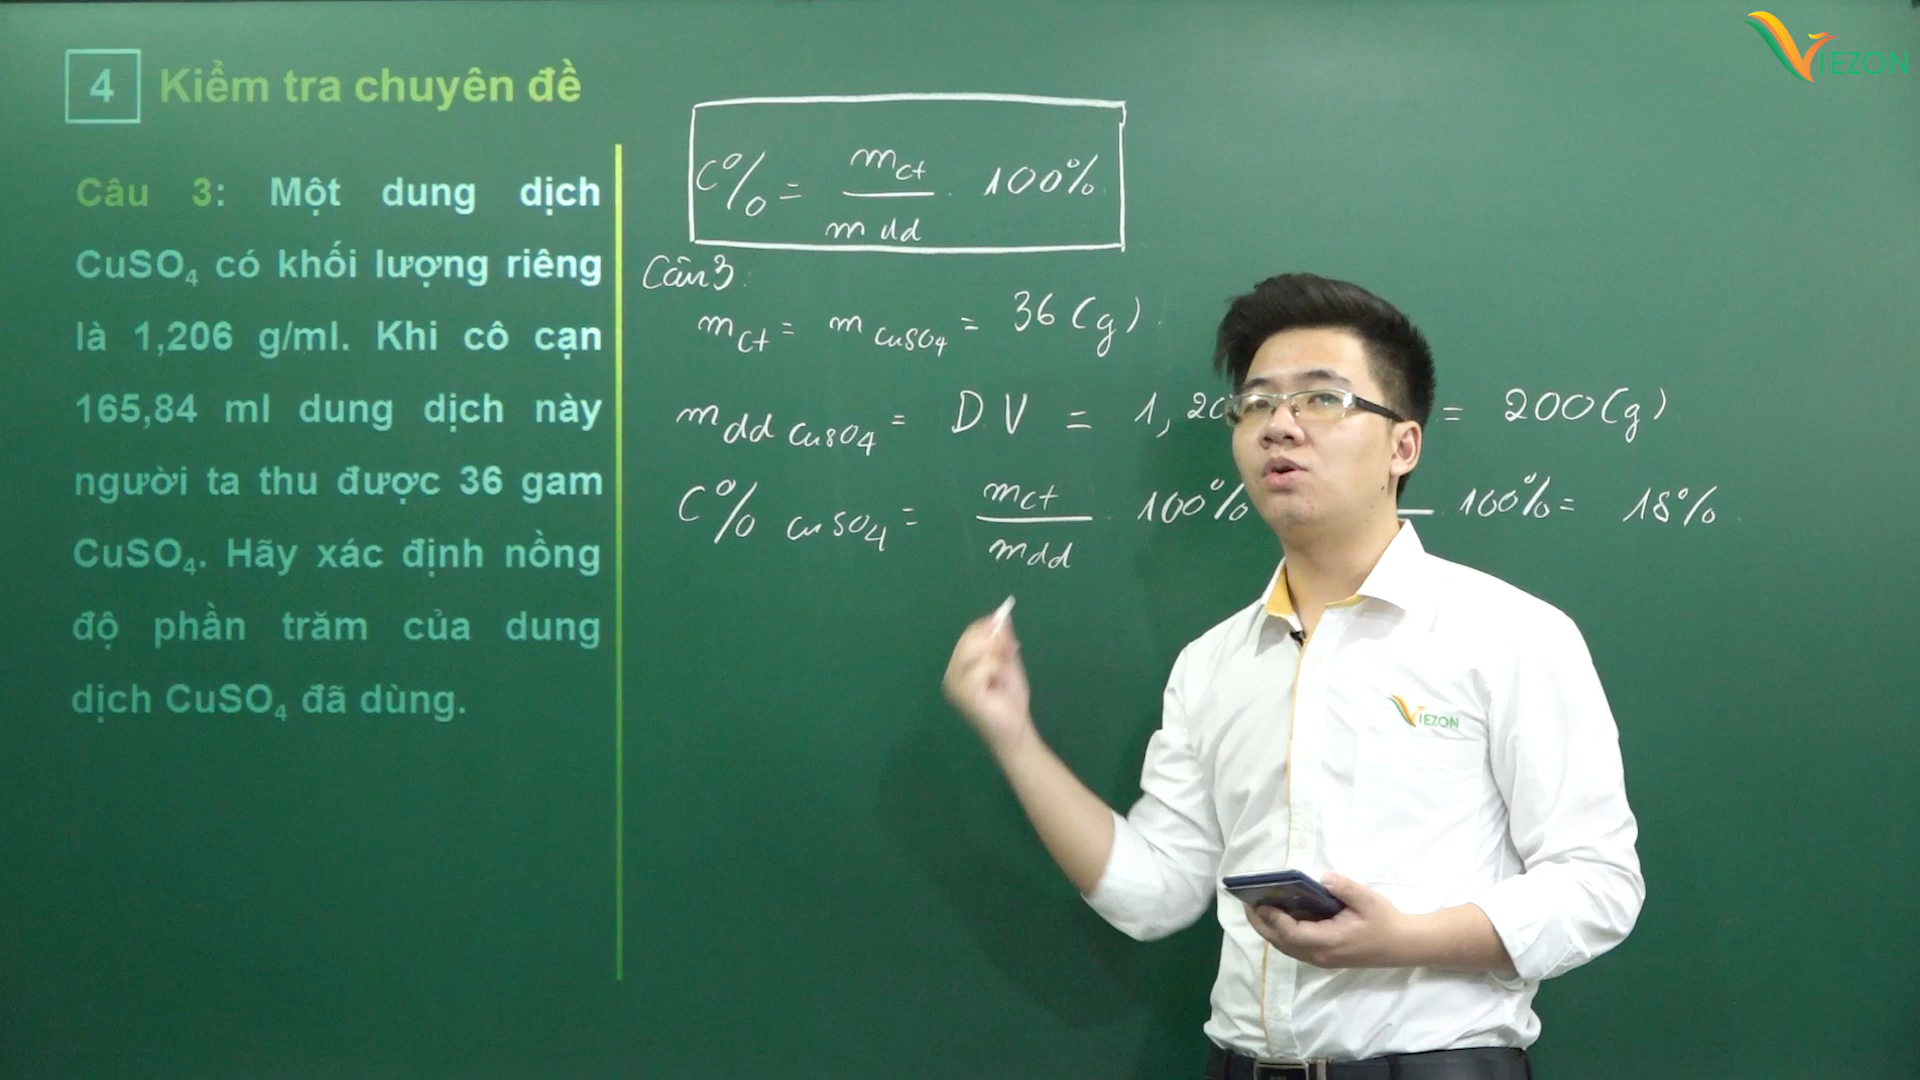 VIEZON
4 Kiểm tra chuyên đề
Câu 3: Một dung dịch
CuSO₄ có khối lượng riêng
là 1,206 g/ml. Khi cô cạn
165,84 ml dung dịch này
người ta thu được 36 gam
CuSO₄. Hãy xác định nồng
độ phần trăm của dung
dịch CuSO₄ đã dùng.
C% = mct / mdd . 100%
Câu 3:
mct = mCuSO4 = 36 (g).
mdd CuSO4 = D.V = 1,20 = 200 (g)
C% CuSO4 = mct / mdd . 100% 100% = 18%.
VIEZON